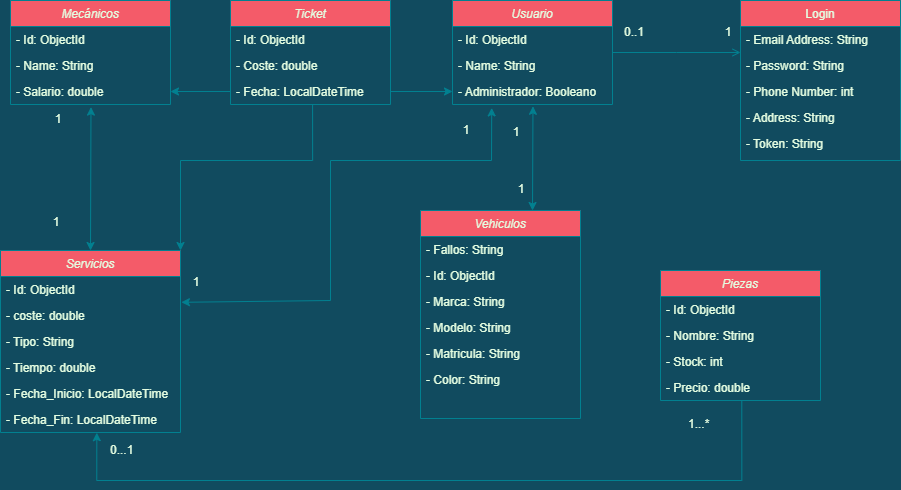 Mecánicos
- Id: ObjectId
- Name: String
- Salario: double
Ticket
- Id: ObjectId
- Coste: double
- Fecha: LocalDateTime
Usuario
- Id: ObjectId
- Name: String
- Administrador: Booleano
0..1
1
Login
- Email Address: String
- Password: String
- Phone Number: int
- Address: String
- Token: String
1
1
1
1
1
1
Servicios
- Id: ObjectId
- coste: double
- Tipo: String
- Tiempo: double
- Fecha_Inicio: LocalDateTime
- Fecha_Fin: LocalDateTime
Vehiculos
- Fallos: String
- Id: ObjectId
- Marca: String
- Modelo: String
- Matricula: String
- Color: String
Piezas
- Id: ObjectId
- Nombre: String
- Stock: int
- Precio: double
1...*
0...1